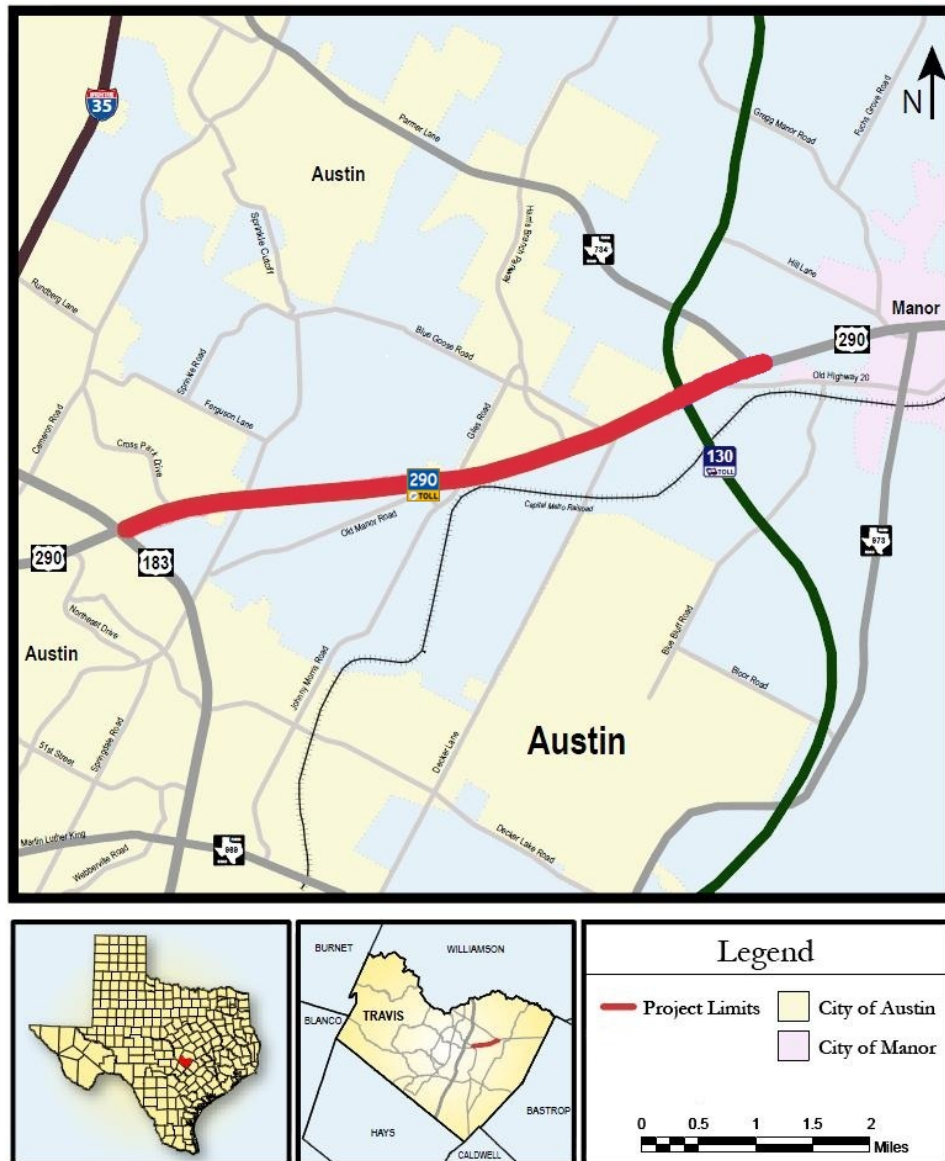 INTERSTATE
35
N
Austin
Parmer Lane
Gregg Manor Road
Fuchs Grove Road
Sprinkle Cutoff
Harris Branch Parkway
734
Hill Lane
Manor
290
Rundberg Lane
Blue Goose Road
Old Highway 20
Sprinkle Road
Ferguson Lane
Giles Road
Cameron Road
Cross Park Drive
130
TOLL
290
TOLL
Capital Metro Railroad
Old Manor Road
973
290
183
Northeast Drive
Austin
Johnny Morris Road
Blue Bluff Road
Bloor Road
Springdale Road
51st Street
Decker Lane
Austin
Martin Luther King
Webberville Road
969
Decker Lake Road
BURNET
WILLIAMSON
BLANCO
TRAVIS
HAYS
BASTROP
CALDWELL
Legend
Project Limits
City of Austin
City of Manor
0 0.5 1 1.5 2
Miles